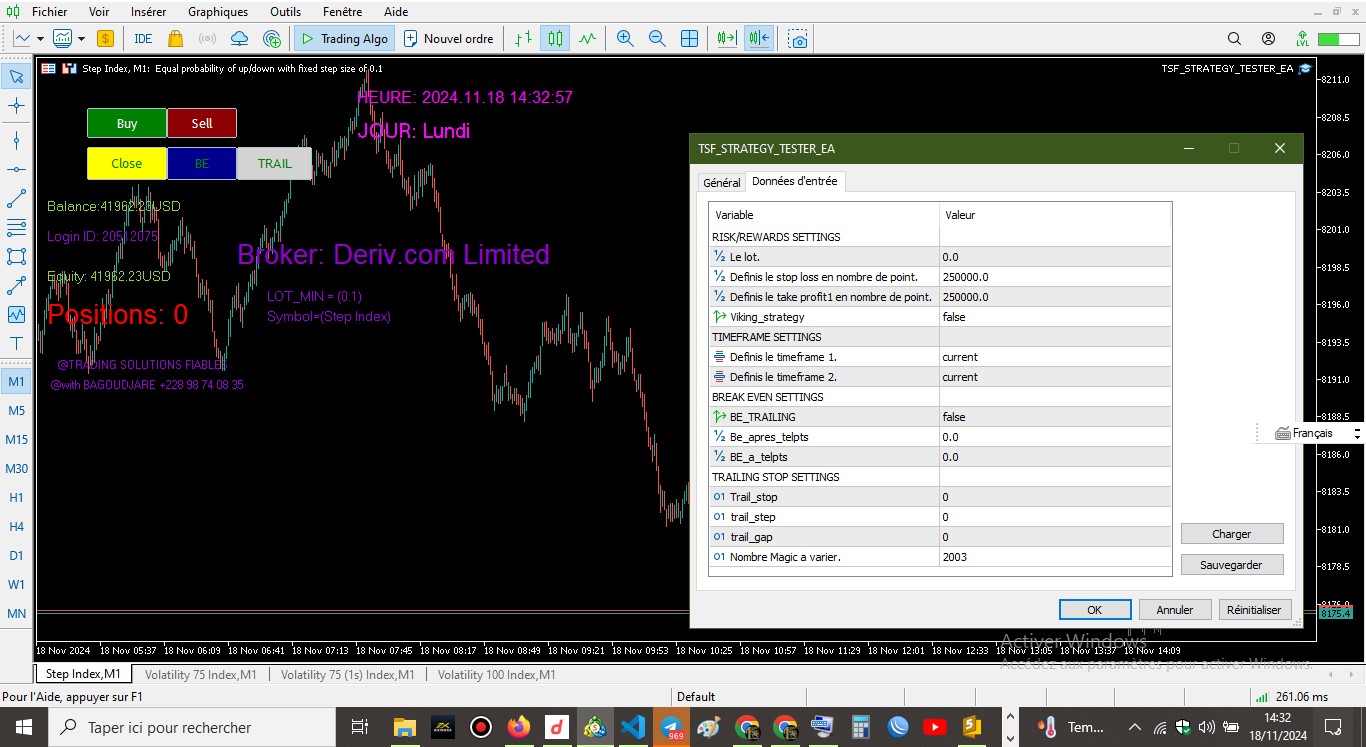 Fichier Voir Insérer Graphiques Outils Fenêtre Aide
IDE Trading Algo Nouvel ordre LVL
Step Index, M1: Equal probability of up/down with fixed step size of 0.1
TSF_STRATEGY_TESTER_EA
HEURE: 2024.11.18 14:32:57
JOUR: Lundi
Buy Sell
Close BE TRAIL
Balance:41962.23USD
Login ID: 20512075
Broker: Deriv.com Limited
Equity: 41962.23USD
LOT_MIN = (0.1)
Positions: 0
Symbol=(Step Index)
@TRADING SOLUTIONS FIABLES
@with BAGOUDJARE +228 98 74 08 35
M1
M5
M15
M30
H1
H4
D1
W1
MN
TSF_STRATEGY_TESTER_EA
Général Données d'entrée
Variable Valeur
RISK/REWARDS SETTINGS
Le lot. 0.0
Definis le stop loss en nombre de point. 250000.0
Definis le take profit1 en nombre de point. 250000.0
Viking_strategy false
TIMEFRAME SETTINGS
Definis le timeframe 1. current
Definis le timeframe 2. current
BREAK EVEN SETTINGS
BE_TRAILING false
Be_apres_telpts 0.0
BE_a_telpts 0.0
TRAILING STOP SETTINGS
Trail_stop 0
trail_step 0
trail_gap 0
Nombre Magic a varier. 2003
Charger
Sauvegarder
OK Annuler Réinitialiser
8211.0
8208.5
8206.0
8203.5
8201.0
8198.5
8196.0
8193.5
8191.0
8188.5
Français
8186.0
8183.5
8181.0
8178.5
8176.0
8175.4
Activer Windows
Accédez aux paramètres pour activer Windows.
18 Nov 2024 18 Nov 05:37 18 Nov 06:09 18 Nov 06:41 18 Nov 07:13 18 Nov 07:45 18 Nov 08:17 18 Nov 08:49 18 Nov 09:21 18 Nov 09:53 18 Nov 10:25 18 Nov 10:57 18 Nov 11:29 18 Nov 12:01 18 Nov 12:33 18 Nov 13:05 18 Nov 13:37 18 Nov 14:09
Step Index,M1 Volatility 75 Index,M1 Volatility 75 (1s) Index,M1 Volatility 100 Index,M1
Pour l'Aide, appuyer sur F1 Default 261.06 ms
Taper ici pour rechercher 869 Tem... 14:32
18/11/2024